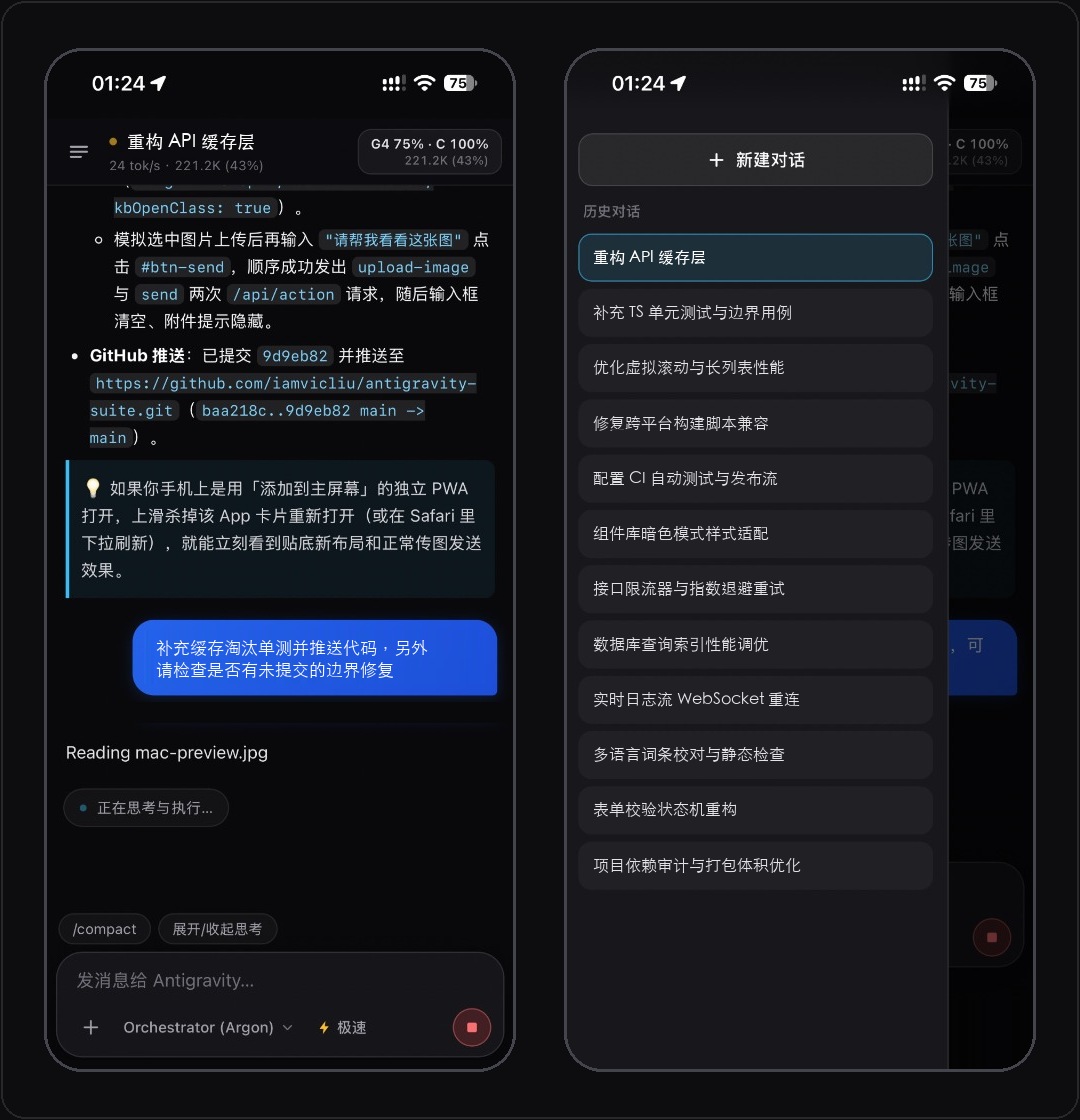 01:24
75
重构 API 缓存层
24 tok/s · 221.2K (43%)
G4 75% · C 100%
221.2K (43%)
kbOpenClass: true ) 。
模拟选中图片上传后再输入 "请帮我看看这张图" 点
击 #btn-send ，顺序成功发出 upload-image
与 send 两次 /api/action 请求，随后输入框
清空、附件提示隐藏。
GitHub 推送：已提交 9d9eb82 并推送至
https://github.com/iamvicliu/antigravity-
suite.git （ baa218c..9d9eb82 main ->
main ）。
💡 如果你手机上是用「添加到主屏幕」的独立 PWA
打开，上滑杀掉该 App 卡片重新打开（或在 Safari 里
下拉刷新），就能立刻看到贴底新布局和正常传图发送
效果。
补充缓存淘汰单测并推送代码，另外
请检查是否有未提交的边界修复
Reading mac-preview.jpg
正在思考与执行...
/compact
展开/收起思考
发消息给 Antigravity...
Orchestrator (Argon)
极速
01:24
75
+ 新建对话
历史对话
重构 API 缓存层
补充 TS 单元测试与边界用例
优化虚拟滚动与长列表性能
修复跨平台构建脚本兼容
配置 CI 自动测试与发布流
组件库暗色模式样式适配
接口限流器与指数退避重试
数据库查询索引性能调优
实时日志流 WebSocket 重连
多语言词条校对与静态检查
表单校验状态机重构
项目依赖审计与打包体积优化
· C 100%
.2K (43%)
张图" 点
mage
输入框
vity-
PWA
fari 里
图发送
，可